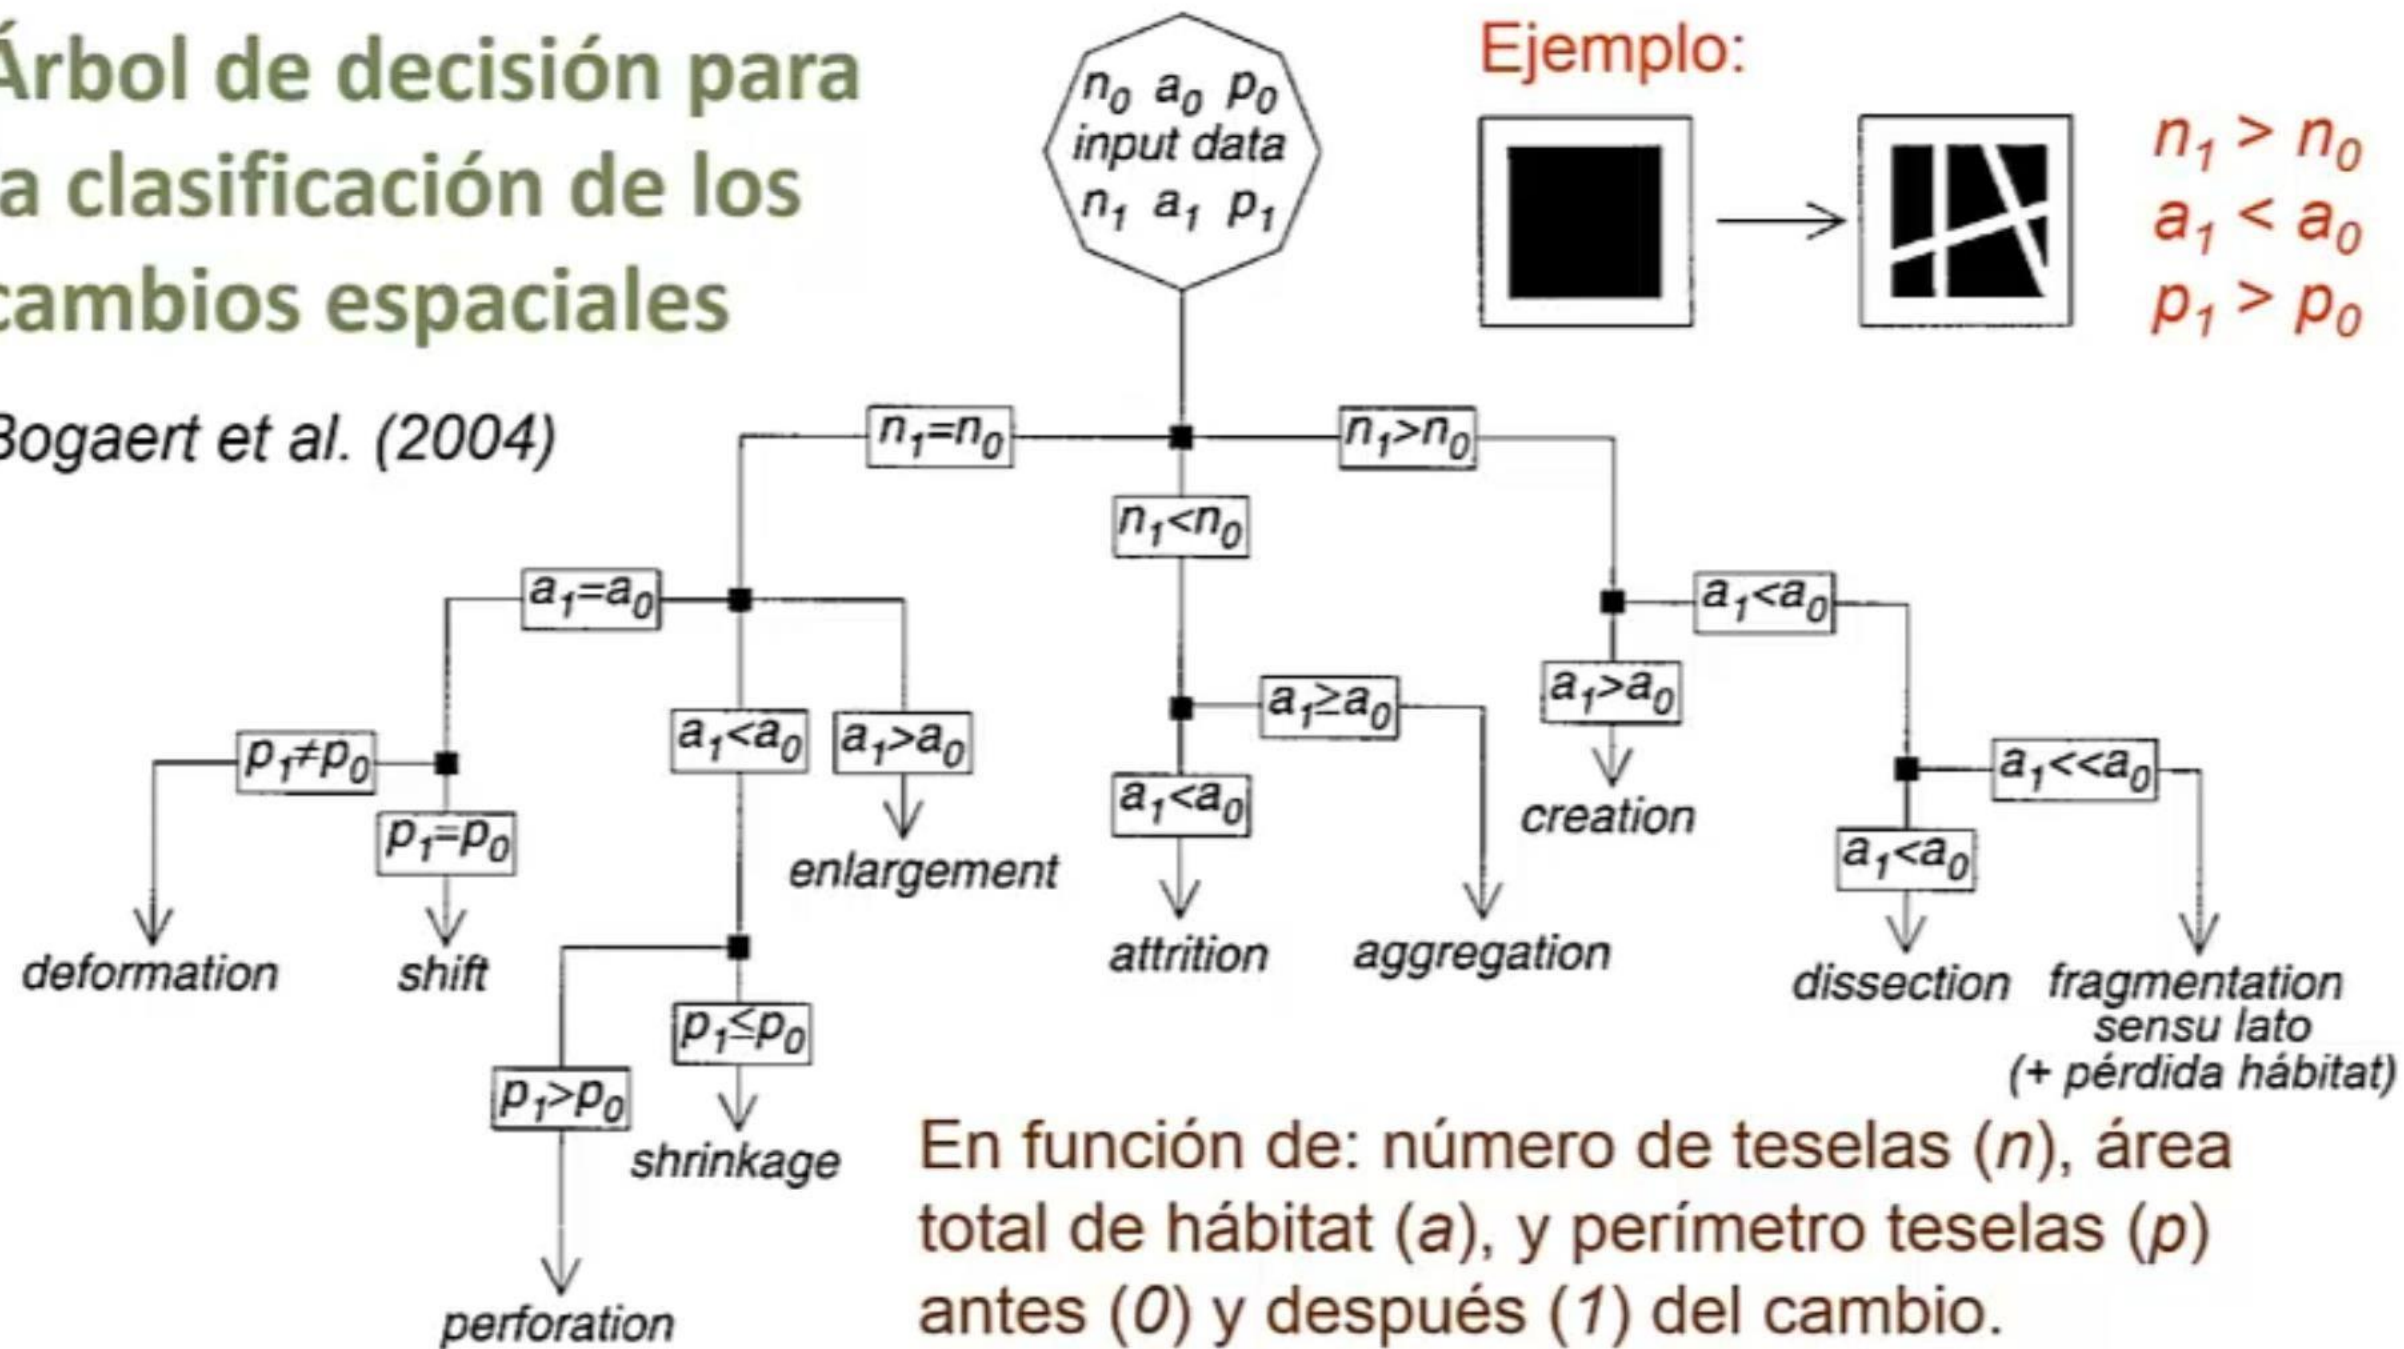 Árbol de decisión para
la clasificación de los
cambios espaciales
Bogaert et al. (2004)
n₀ a₀ p₀
input data
n₁ a₁ p₁
Ejemplo:
n₁ > n₀
a₁ < a₀
p₁ > p₀
n₁=n₀
n₁>n₀
n₁<n₀
a₁=a₀
a₁<a₀
a₁≥a₀
a₁>a₀
a₁<a₀
a₁>a₀
p₁≠p₀
a₁<<a₀
a₁<a₀
p₁=p₀
creation
a₁<a₀
enlargement
deformation
shift
attrition
aggregation
dissection
fragmentation
sensu lato
(+ pérdida hábitat)
p₁≤p₀
p₁>p₀
shrinkage
perforation
En función de: número de teselas (n), área
total de hábitat (a), y perímetro teselas (p)
antes (0) y después (1) del cambio.